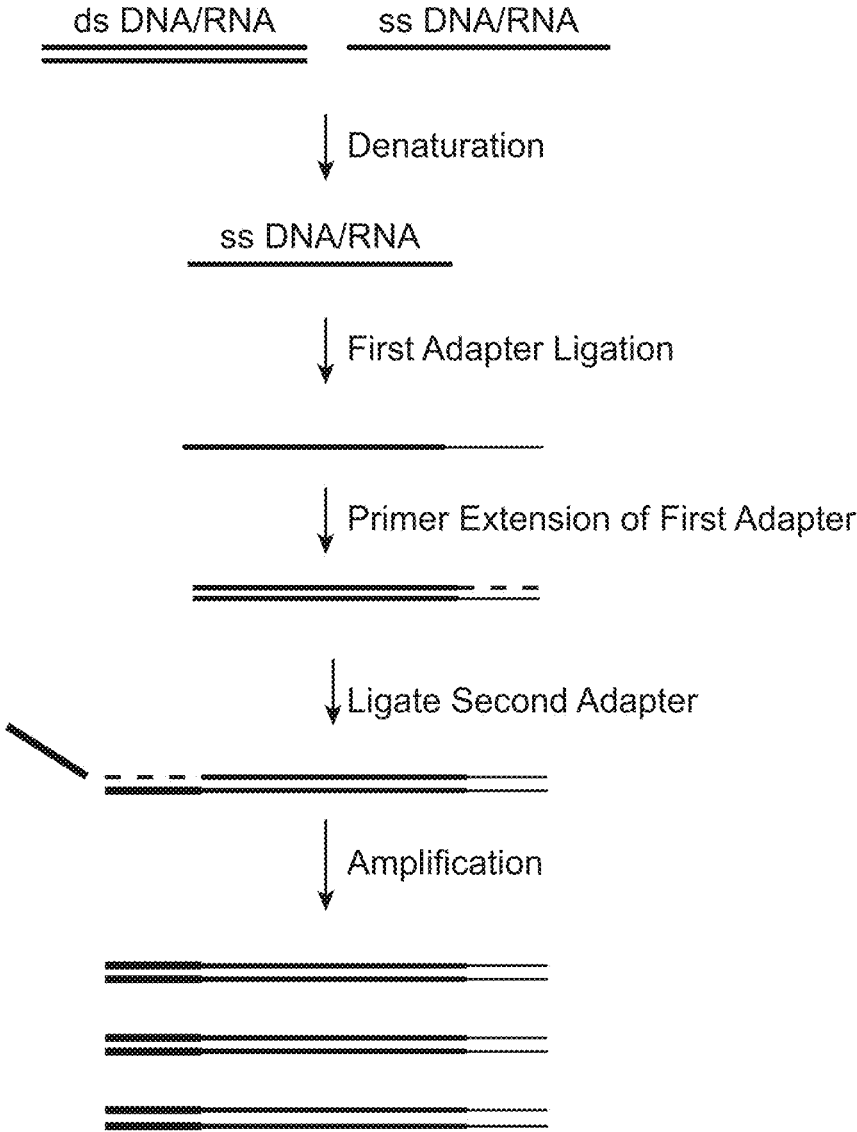 ds DNA/RNA ss DNA/RNA
Denaturation
ss DNA/RNA
First Adapter Ligation
Primer Extension of First Adapter
Ligate Second Adapter
Amplification